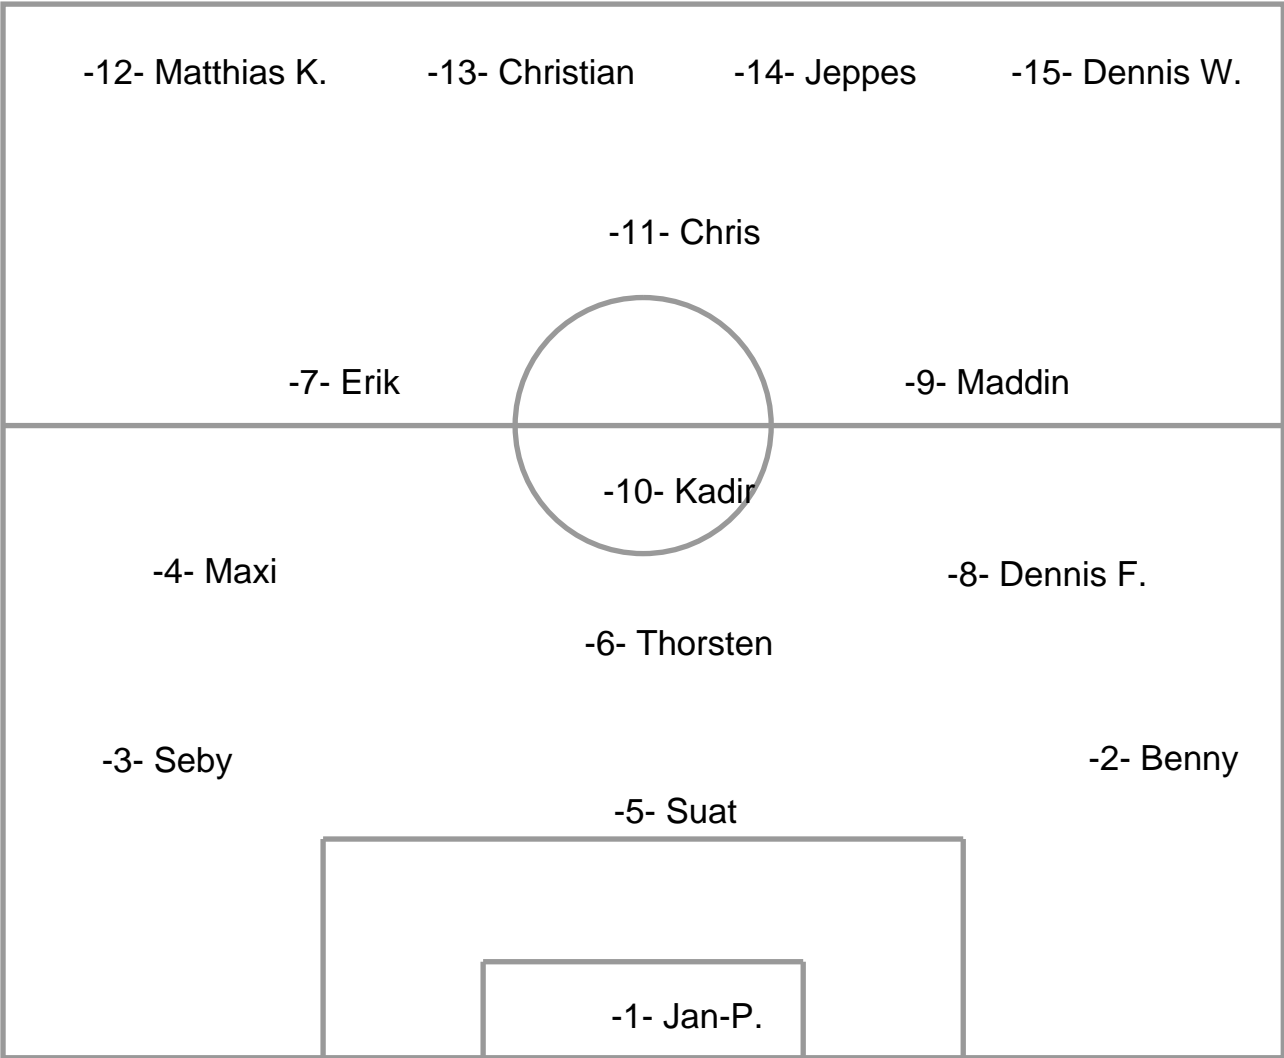 -12- Matthias K.
-13- Christian
-14- Jeppes
-15- Dennis W.
-11- Chris
-7- Erik
-9- Maddin
-10- Kadir
-4- Maxi
-8- Dennis F.
-6- Thorsten
-3- Seby
-2- Benny
-5- Suat
-1- Jan-P.